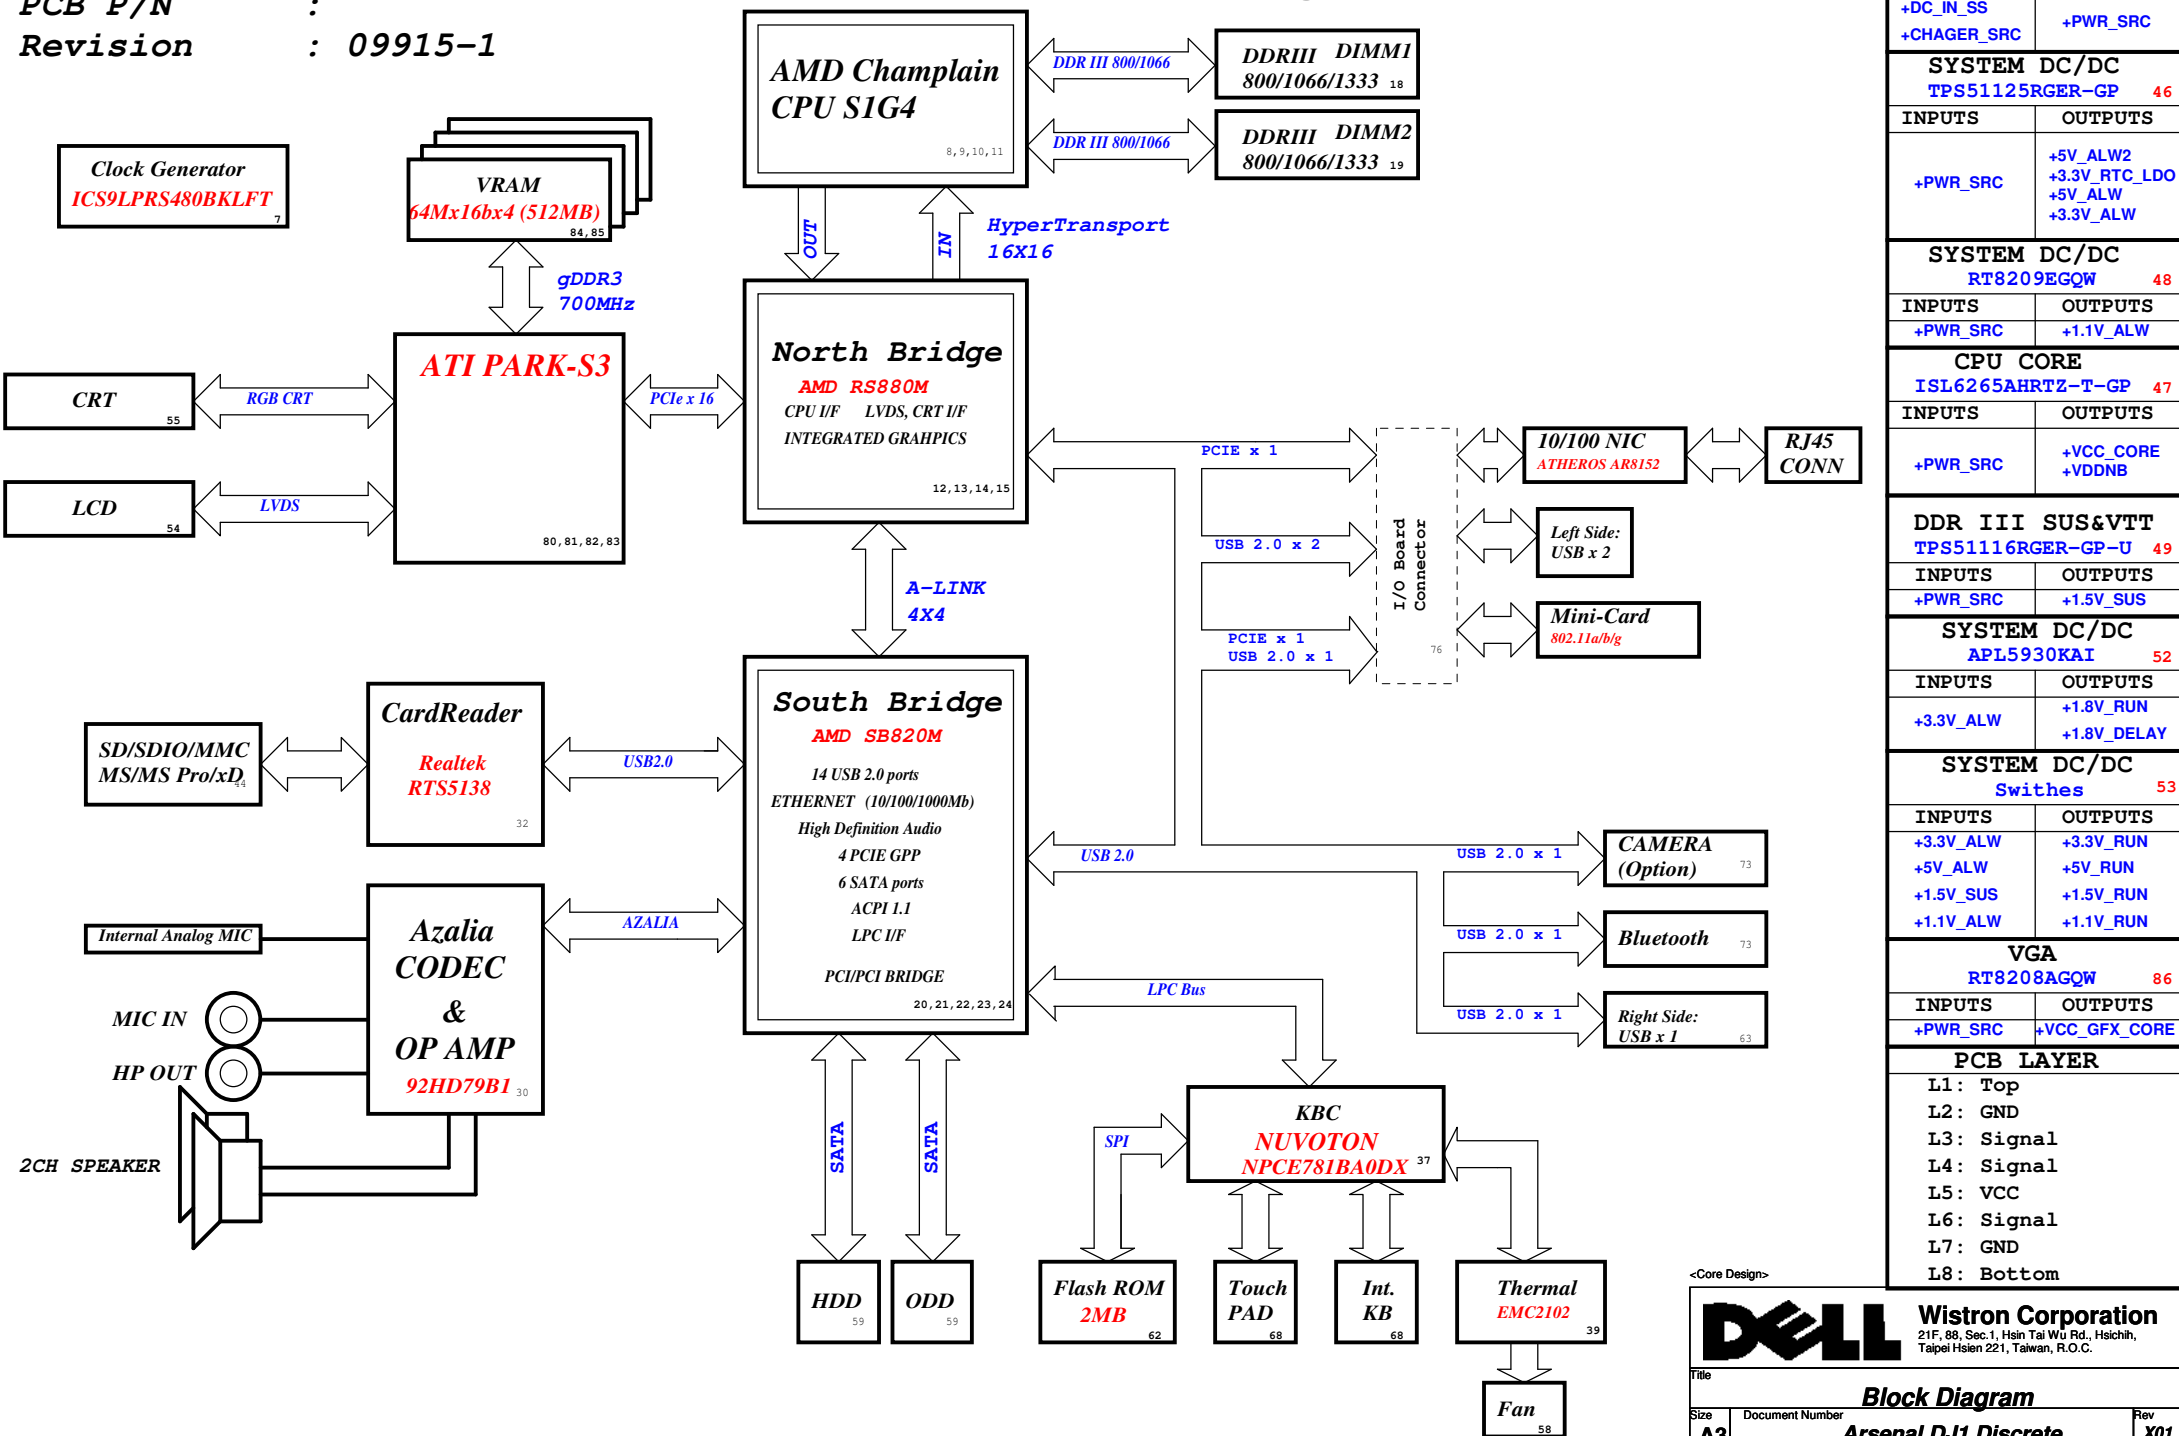 PCB P/N :
Revision : 09915-1
Clock Generator
ICS9LPRS480BKLFT
7
VRAM
64Mx16bx4 (512MB)
84,85
gDDR3
700MHz
AMD Champlain
CPU S1G4
8,9,10,11
DDR III 800/1066
DDRIII DIMM1
800/1066/1333 18
DDR III 800/1066
DDRIII DIMM2
800/1066/1333 19
OUT
IN
HyperTransport
16X16
ATI PARK-S3
80,81,82,83
CRT
55
RGB CRT
LCD
54
LVDS
PCIe x 16
North Bridge
AMD RS880M
CPU I/F LVDS, CRT I/F
INTEGRATED GRAHPICS
12,13,14,15
A-LINK
4X4
PCIE x 1
USB 2.0 x 2
PCIE x 1
USB 2.0 x 1
I/O Board
Connector
76
10/100 NIC
ATHEROS AR8152
RJ45
CONN
Left Side:
USB x 2
Mini-Card
802.11a/b/g
SD/SDIO/MMC
MS/MS Pro/xD
44
CardReader
Realtek
RTS5138
32
USB2.0
South Bridge
AMD SB820M
14 USB 2.0 ports
ETHERNET (10/100/1000Mb)
High Definition Audio
4 PCIE GPP
6 SATA ports
ACPI 1.1
LPC I/F
PCI/PCI BRIDGE
20,21,22,23,24
USB 2.0
USB 2.0 x 1
CAMERA
(Option)
73
USB 2.0 x 1
Bluetooth
73
USB 2.0 x 1
Right Side:
USB x 1
63
Internal Analog MIC
MIC IN
HP OUT
2CH SPEAKER
Azalia
CODEC
&
OP AMP
92HD79B1 30
AZALIA
LPC Bus
SATA
SATA
HDD
59
ODD
59
KBC
NUVOTON
NPCE781BA0DX 37
SPI
Flash ROM
2MB
62
Touch
PAD
68
Int.
KB
68
Thermal
EMC2102
39
Fan
58
+DC_IN_SS
+CHAGER_SRC
+PWR_SRC
SYSTEM DC/DC
TPS51125RGER-GP 46
INPUTS OUTPUTS
+PWR_SRC
+5V_ALW2
+3.3V_RTC_LDO
+5V_ALW
+3.3V_ALW
SYSTEM DC/DC
RT8209EGQW 48
INPUTS OUTPUTS
+PWR_SRC +1.1V_ALW
CPU CORE
ISL6265AHRTZ-T-GP 47
INPUTS OUTPUTS
+PWR_SRC
+VCC_CORE
+VDDNB
DDR III SUS&VTT
TPS51116RGER-GP-U 49
INPUTS OUTPUTS
+PWR_SRC +1.5V_SUS
SYSTEM DC/DC
APL5930KAI 52
INPUTS OUTPUTS
+3.3V_ALW
+1.8V_RUN
+1.8V_DELAY
SYSTEM DC/DC
Swithes 53
INPUTS OUTPUTS
+3.3V_ALW +3.3V_RUN
+5V_ALW +5V_RUN
+1.5V_SUS +1.5V_RUN
+1.1V_ALW +1.1V_RUN
VGA
RT8208AGQW 86
INPUTS OUTPUTS
+PWR_SRC +VCC_GFX_CORE
PCB LAYER
L1: Top
L2: GND
L3: Signal
L4: Signal
L5: VCC
L6: Signal
L7: GND
L8: Bottom
<Core Design>
DELL
Wistron Corporation
21F, 88, Sec.1, Hsin Tai Wu Rd., Hsichih,
Taipei Hsien 221, Taiwan, R.O.C.
Title
Block Diagram
Size Document Number Rev
A3 Arsenal DJ1 Discrete X01